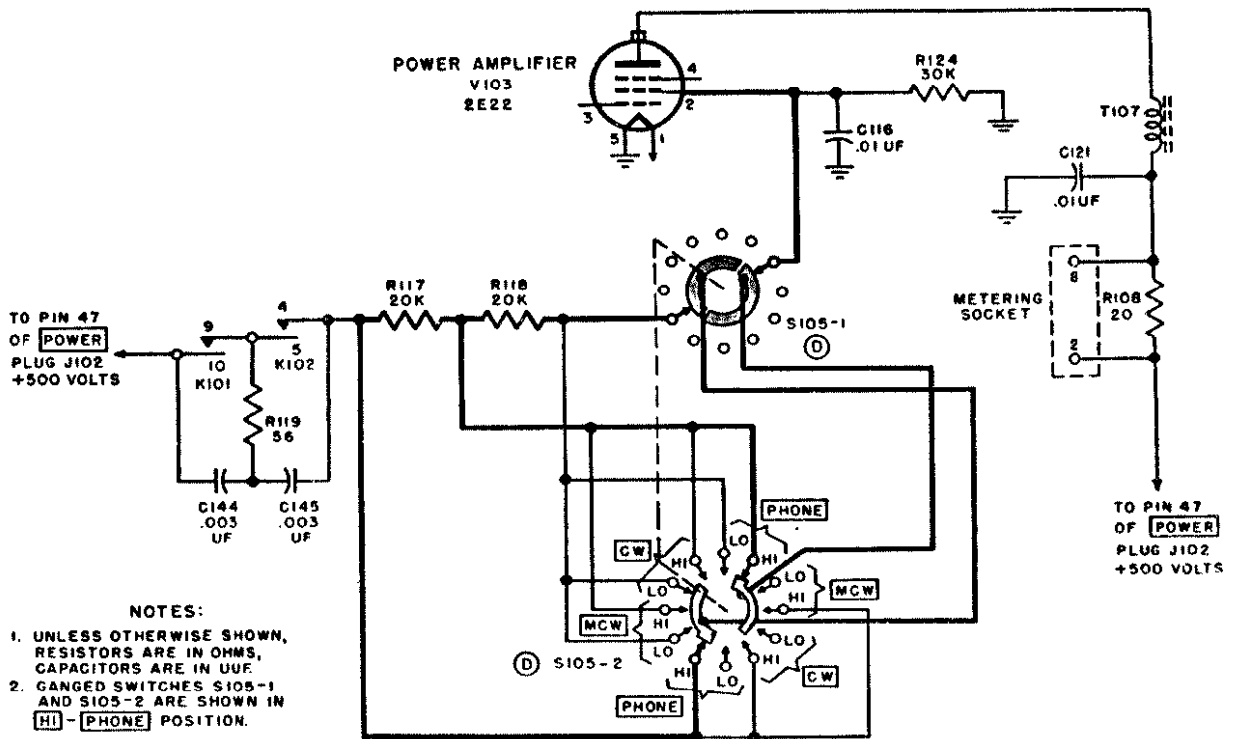 POWER AMPLIFIER
V103
2E22
4
2
3
5
1
R124
30K
C116
.01UF
T107
C121
.01UF
METERING
SOCKET
8
2
R108
20
TO PIN 47
OF POWER
PLUG J102
+500 VOLTS
9
10
K101
4
5
K102
R117
20K
R118
20K
S105-1
D
R119
56
C144
.003
UF
C145
.003
UF
TO PIN 47
OF POWER
PLUG J102
+500 VOLTS
PHONE
LO
HI
CW
HI
LO
LO
HI
MCW
MCW
HI
LO
LO
HI
CW
D S105-2
HI
LO
PHONE
NOTES:
1. UNLESS OTHERWISE SHOWN,
RESISTORS ARE IN OHMS,
CAPACITORS ARE IN UUF.
2. GANGED SWITCHES S105-1
AND S105-2 ARE SHOWN IN
HI - PHONE POSITION.